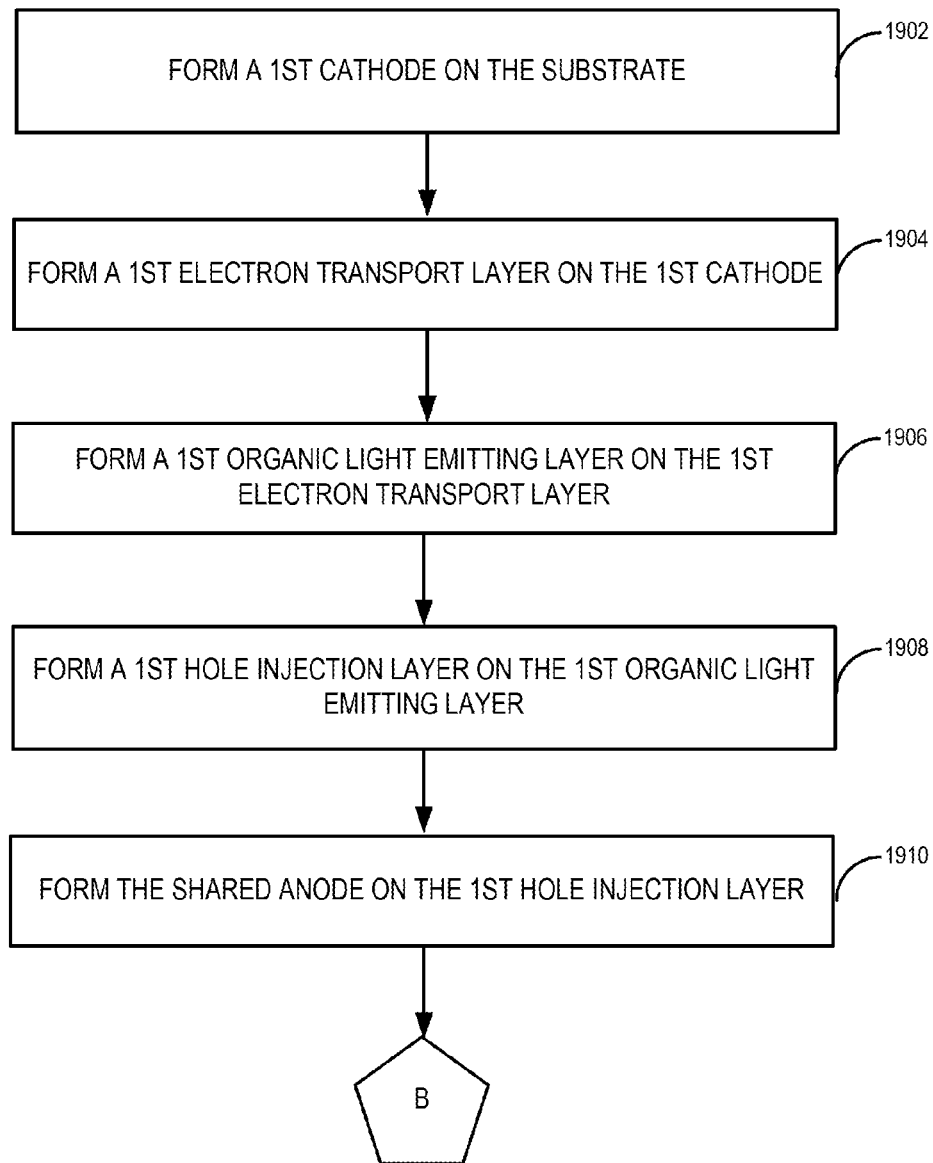 1902
FORM A 1ST CATHODE ON THE SUBSTRATE
1904
FORM A 1ST ELECTRON TRANSPORT LAYER ON THE 1ST CATHODE
1906
FORM A 1ST ORGANIC LIGHT EMITTING LAYER ON THE 1ST
ELECTRON TRANSPORT LAYER
1908
FORM A 1ST HOLE INJECTION LAYER ON THE 1ST ORGANIC LIGHT
EMITTING LAYER
1910
FORM THE SHARED ANODE ON THE 1ST HOLE INJECTION LAYER
B